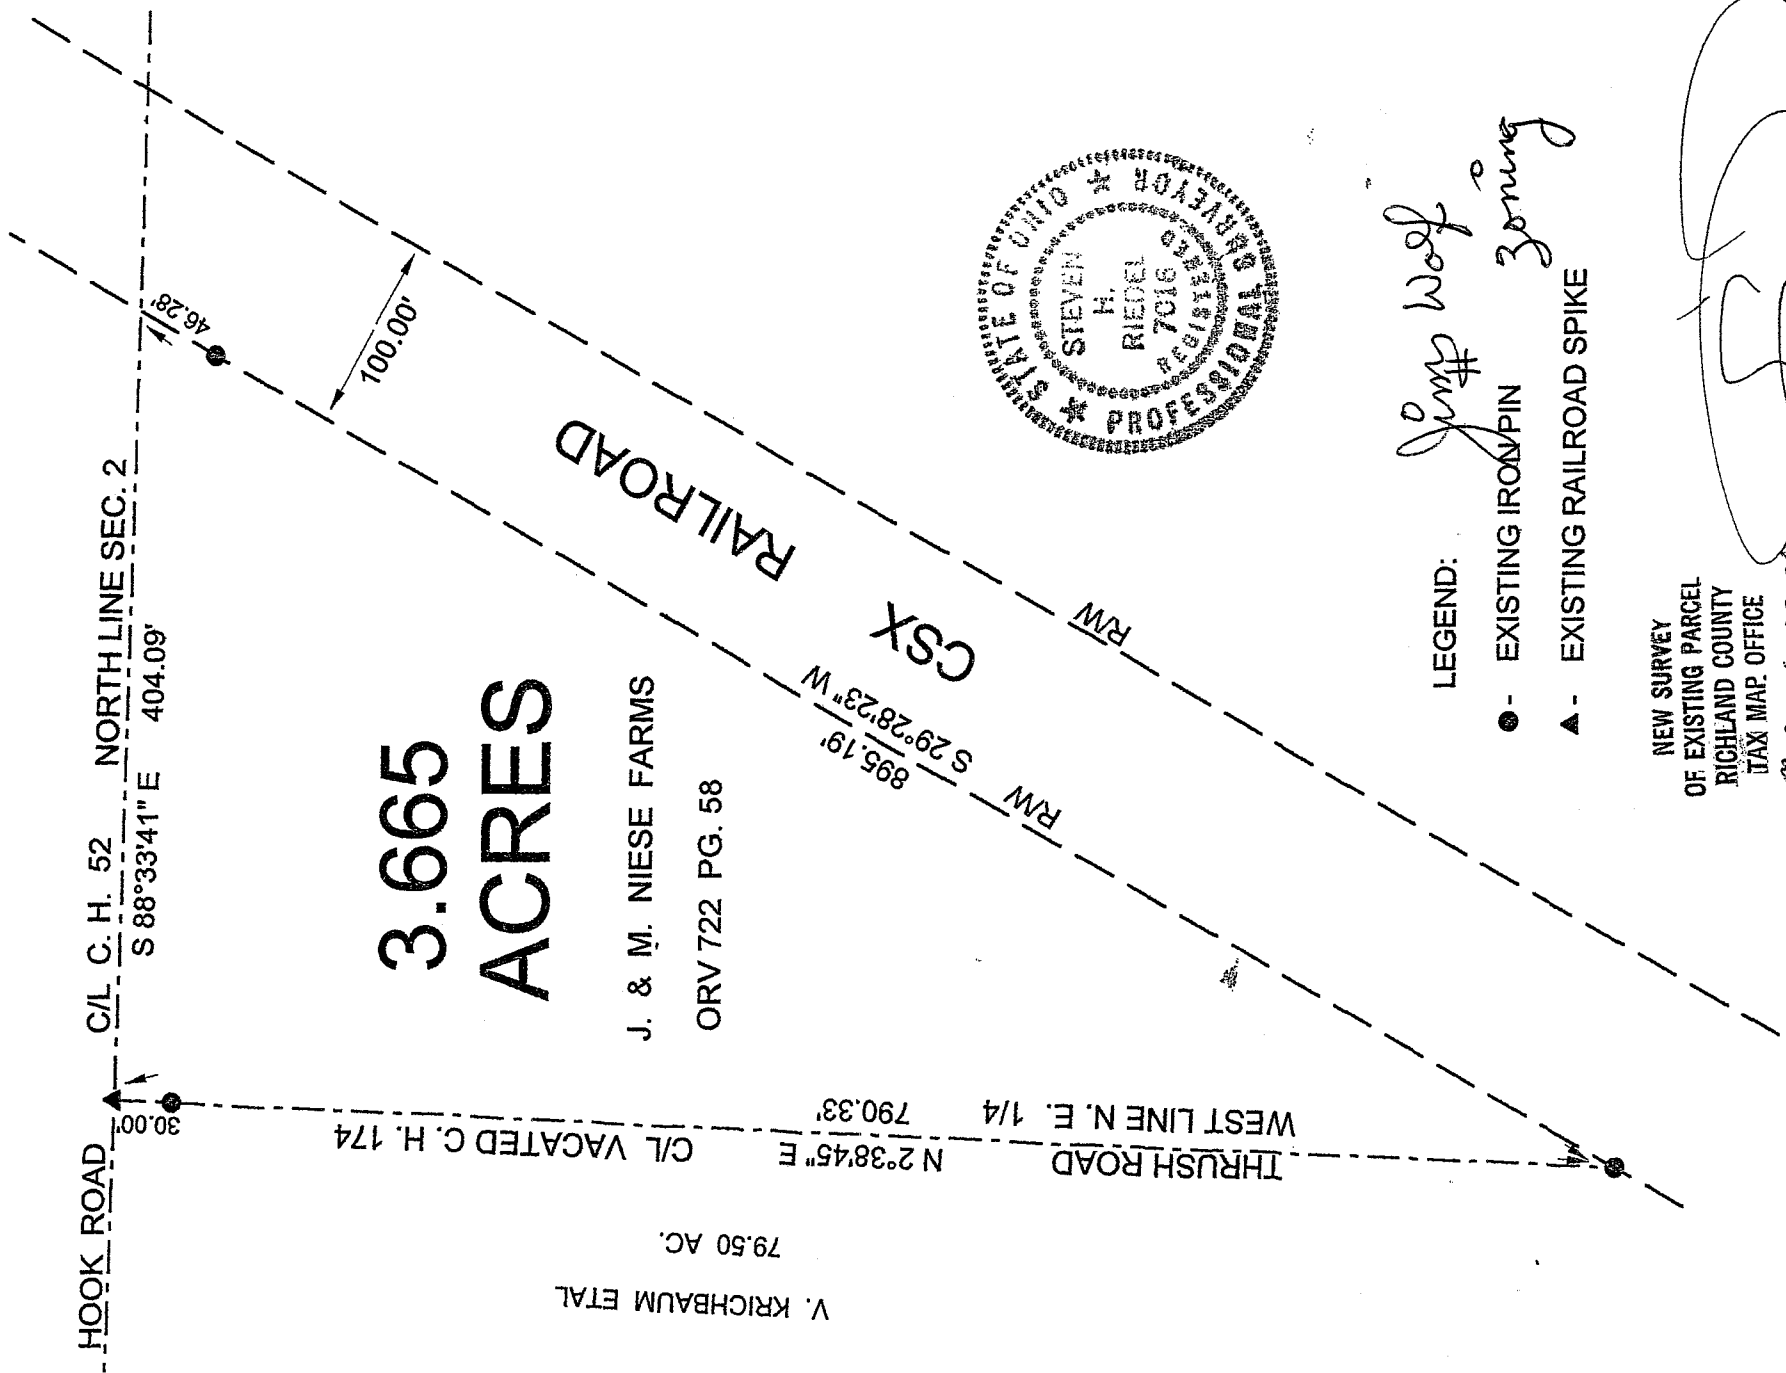 HOOK ROAD
C/L C. H. 52 NORTH LINE SEC. 2
S 88°33'41" E 404.09'
46.28'
30.00'
100.00'
3.665
ACRES
J. & M. NIESE FARMS
ORV 722 PG. 58
RAILROAD
CSX
895.19'
S 29°28'23" W
R/W
R/W
C/L VACATED C. H. 174
N 2°38'45" E
790.33'
THRUSH ROAD
WEST LINE N. E. 1/4
79.50 AC.
V. KRICHBAUM ETAL
STATE OF OHIO
STEVEN
H.
RIEDEL
7016
REGISTERED
PROFESSIONAL SURVEYOR
zoning
LEGEND:
- EXISTING IRON PIN
- EXISTING RAILROAD SPIKE
NEW SURVEY
OF EXISTING PARCEL
RICHLAND COUNTY
TAX MAP OFFICE